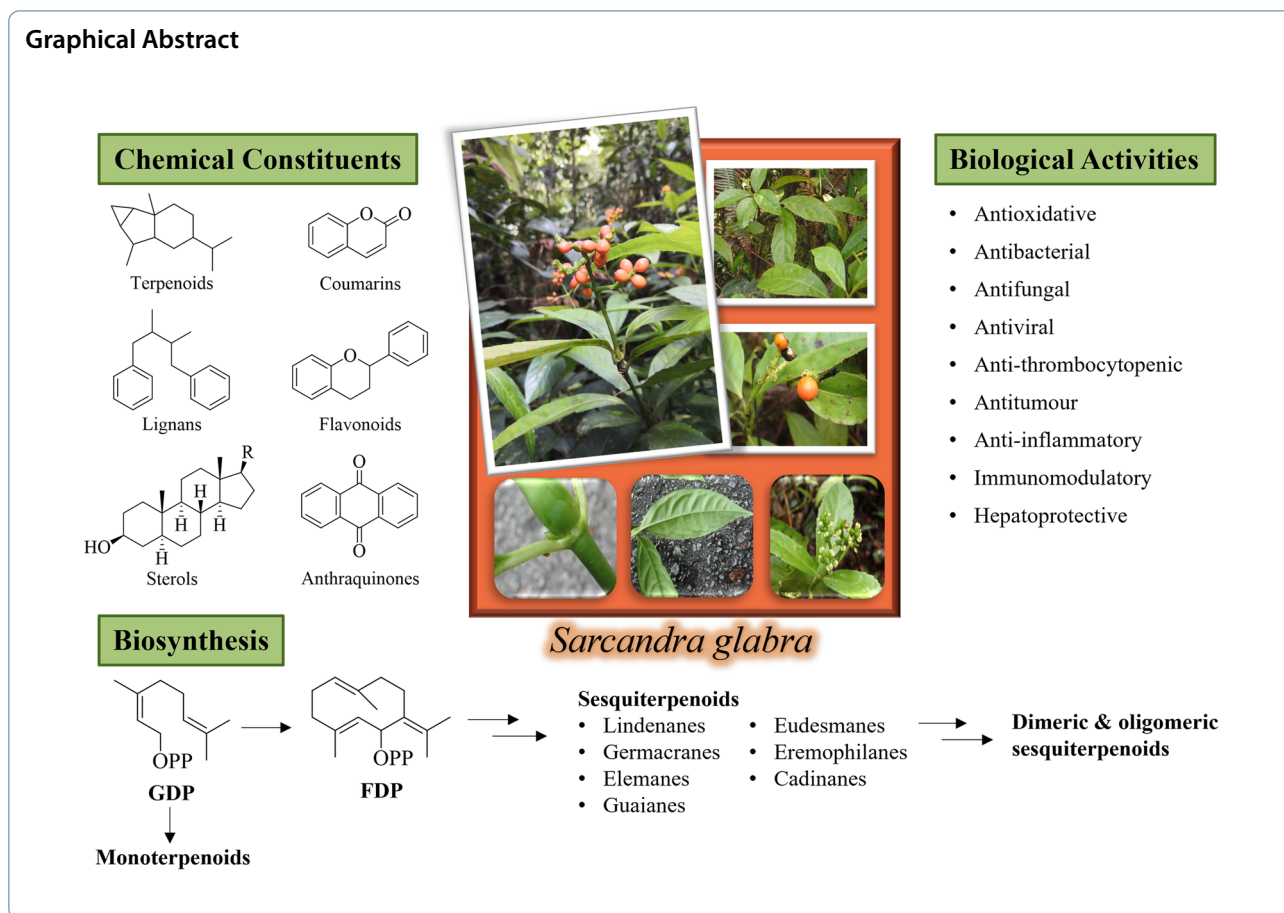 Graphical Abstract
Chemical Constituents
Terpenoids
O
O
Coumarins
Lignans
O
Flavonoids
R
H
H
H
H
HO
Sterols
O
O
Anthraquinones
Biological Activities
• Antioxidative
• Antibacterial
• Antifungal
• Antiviral
• Anti-thrombocytopenic
• Antitumour
• Anti-inflammatory
• Immunomodulatory
• Hepatoprotective
Sarcandra glabra
Biosynthesis
OPP
GDP
Monoterpenoids
OPP
FDP
Sesquiterpenoids
• Lindenanes
• Germacranes
• Elemanes
• Guaianes
• Eudesmanes
• Eremophilanes
• Cadinanes
Dimeric & oligomeric
sesquiterpenoids